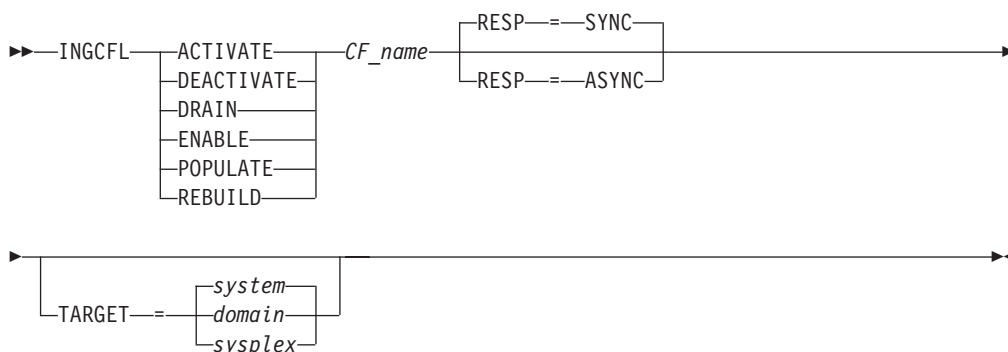 RESP = SYNC
INGCFL ACTIVATE CF_name
DEACTIVATE RESP = ASYNC
DRAIN
ENABLE
POPULATE
REBUILD
system
TARGET = domain
sysplex